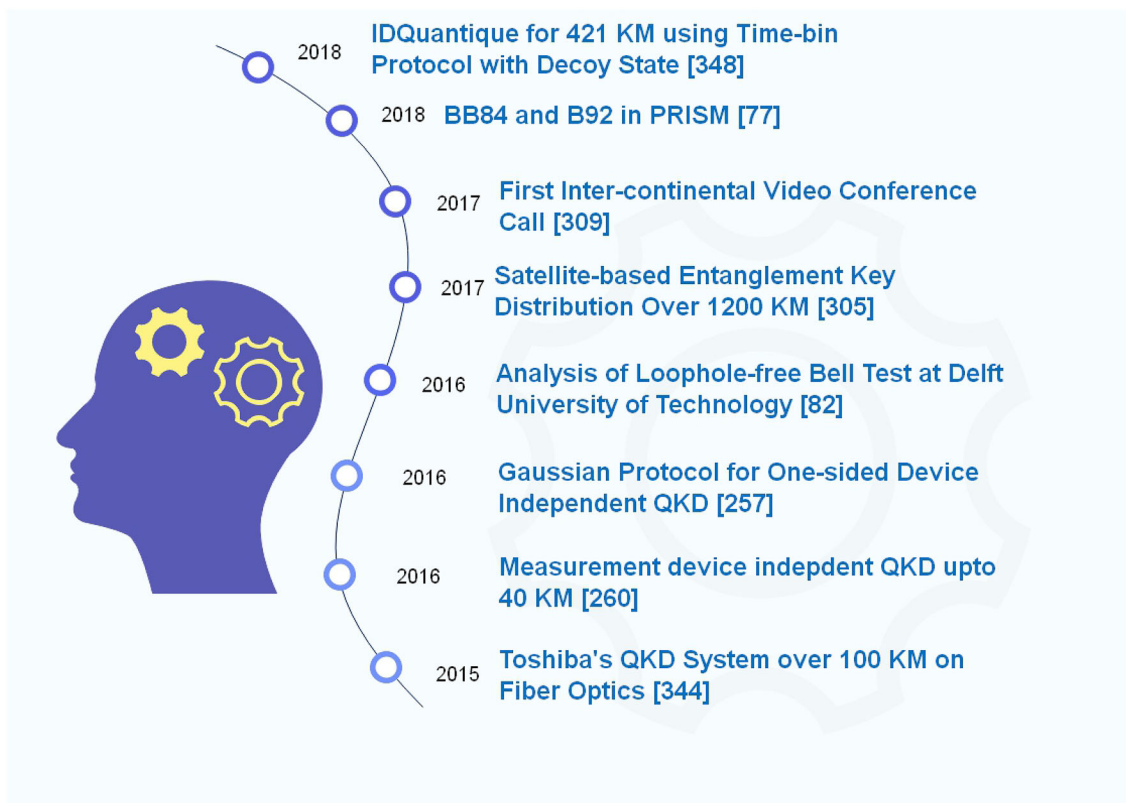 2018
IDQuantique for 421 KM using Time-bin
Protocol with Decoy State [348]
2018
BB84 and B92 in PRISM [77]
2017
First Inter-continental Video Conference
Call [309]
2017
Satellite-based Entanglement Key
Distribution Over 1200 KM [305]
2016
Analysis of Loophole-free Bell Test at Delft
University of Technology [82]
2016
Gaussian Protocol for One-sided Device
Independent QKD [257]
2016
Measurement device indepdent QKD upto
40 KM [260]
2015
Toshiba's QKD System over 100 KM on
Fiber Optics [344]